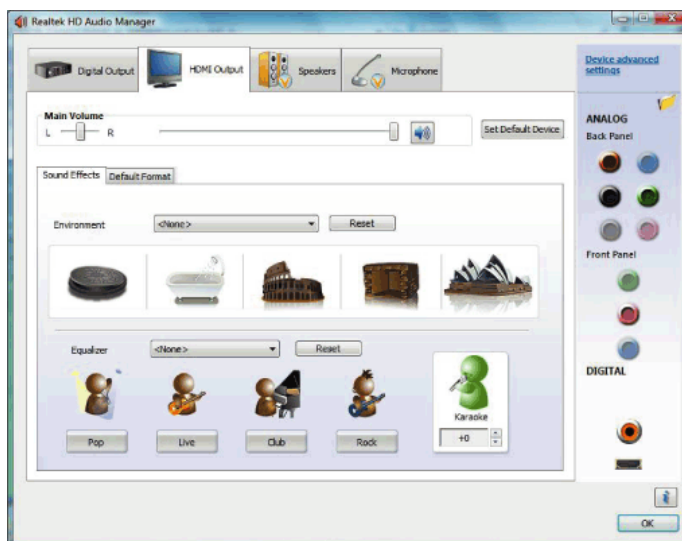 Realtek HD Audio Manager
Digital Output
HDMI Output
Speakers
Microphone
Device advanced
settings
Main Volume
L
R
Set Default Device
ANALOG
Back Panel
Sound Effects
Default Format
Environment
<None>
Reset
Front Panel
Equalizer
<None>
Reset
DIGITAL
Karaoke
Pop
Live
Club
Rock
+0
i
OK